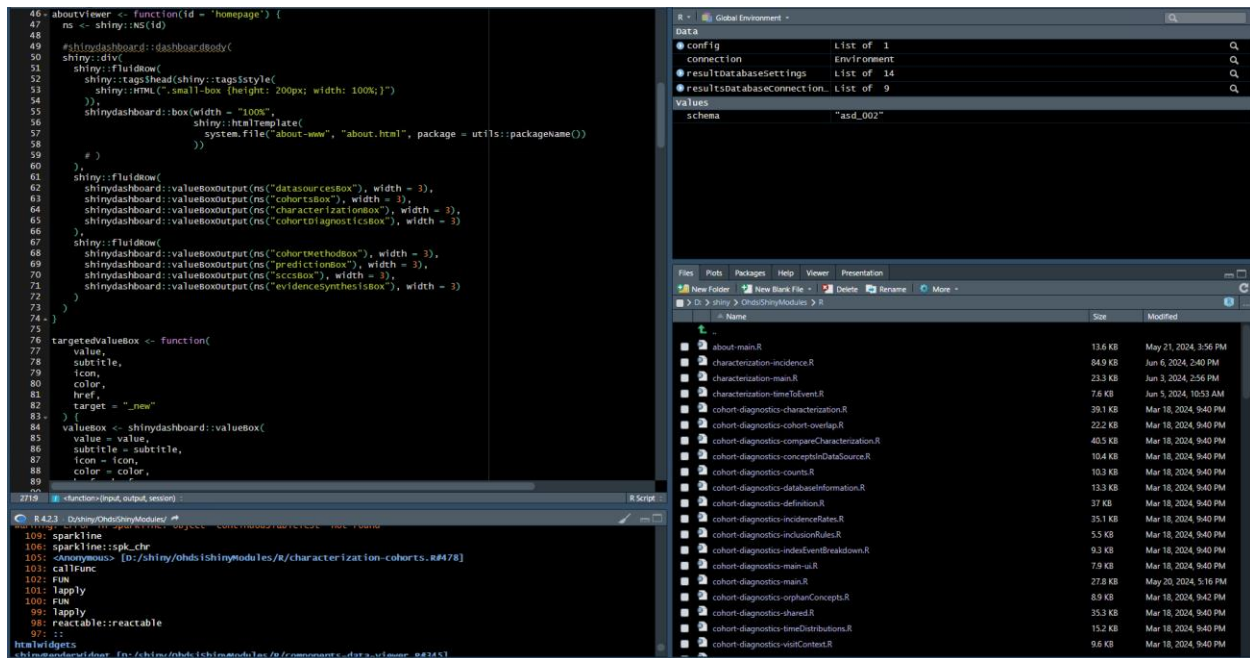 46 aboutViewer <- function(id = 'homepage') {
47 ns <- shiny::NS(id)
48
49 #shinydashboard::dashboardBody(
50 shiny::div(
51 shiny::fluidRow(
52 shiny::tags$head(shiny::tags$style(
53 shiny::HTML(".small-box {height: 200px; width: 100%;}")
54 )),
55 shinydashboard::box(width = "100%",
56 shiny::htmlTemplate(
57 system.file("about-www", "about.html", package = utils::packageName())
58 ))
59 # )
60 ),
61 shiny::fluidRow(
62 shinydashboard::valueBoxOutput(ns("datasourcesBox"), width = 3),
63 shinydashboard::valueBoxOutput(ns("cohortsBox"), width = 3),
64 shinydashboard::valueBoxOutput(ns("characterizationBox"), width = 3),
65 shinydashboard::valueBoxOutput(ns("cohortDiagnosticsBox"), width = 3)
66 ),
67 shiny::fluidRow(
68 shinydashboard::valueBoxOutput(ns("cohortMethodBox"), width = 3),
69 shinydashboard::valueBoxOutput(ns("predictionBox"), width = 3),
70 shinydashboard::valueBoxOutput(ns("sccsBox"), width = 3),
71 shinydashboard::valueBoxOutput(ns("evidenceSynthesisBox"), width = 3)
72 )
73 )
74 }
75
76 targetedValueBox <- function(
77 value,
78 subtitle,
79 icon,
80 color,
81 href,
82 target = "_new"
83 ) {
84 valueBox <- shinydashboard::valueBox(
85 value = value,
86 subtitle = subtitle,
87 icon = icon,
88 color = color,
89
271:9 <function>(input, output, session) R Script
R 4.2.3 · D:/shiny/OhdsiShinyModules/
109: sparkline
106: sparkline::spk_chr
105: <Anonymous> [D:/shiny/OhdsiShinyModules/R/characterization-cohorts.R#478]
103: callFunc
102: FUN
101: lapply
100: FUN
99: lapply
98: reactable::reactable
97: ::
htmlwidgets
shinyRenderWidget [D:/shiny/OhdsiShinyModules/R/components-data-viewer.R#345]
R Global Environment
Data
config List of 1
connection Environment
resultDatabaseSettings List of 14
resultsDatabaseConnection_ List of 9
Values
schema "asd_002"
Files Plots Packages Help Viewer Presentation
New Folder New Blank File Delete Rename More
D: > shiny > OhdsiShinyModules > R
Name Size Modified
..
about-main.R 13.6 KB May 21, 2024, 3:56 PM
characterization-incidence.R 84.9 KB Jun 6, 2024, 2:40 PM
characterization-main.R 23.3 KB Jun 3, 2024, 2:56 PM
characterization-timeToEvent.R 7.6 KB Jun 5, 2024, 10:53 AM
cohort-diagnostics-characterization.R 39.1 KB Mar 18, 2024, 9:40 PM
cohort-diagnostics-cohort-overlap.R 22.2 KB Mar 18, 2024, 9:40 PM
cohort-diagnostics-compareCharacterization.R 40.5 KB Mar 18, 2024, 9:40 PM
cohort-diagnostics-conceptsInDataSource.R 10.4 KB Mar 18, 2024, 9:40 PM
cohort-diagnostics-counts.R 10.3 KB Mar 18, 2024, 9:40 PM
cohort-diagnostics-databaseInformation.R 13.3 KB Mar 18, 2024, 9:40 PM
cohort-diagnostics-definition.R 37 KB Mar 18, 2024, 9:40 PM
cohort-diagnostics-incidenceRates.R 35.1 KB Mar 18, 2024, 9:40 PM
cohort-diagnostics-inclusionRules.R 5.5 KB Mar 18, 2024, 9:40 PM
cohort-diagnostics-indexEventBreakdown.R 9.3 KB Mar 18, 2024, 9:40 PM
cohort-diagnostics-main-ui.R 7.9 KB Mar 18, 2024, 9:40 PM
cohort-diagnostics-main.R 27.8 KB May 20, 2024, 5:16 PM
cohort-diagnostics-orphanConcepts.R 8.9 KB Mar 18, 2024, 9:42 PM
cohort-diagnostics-shared.R 35.3 KB Mar 18, 2024, 9:40 PM
cohort-diagnostics-timeDistributions.R 15.2 KB Mar 18, 2024, 9:40 PM
cohort-diagnostics-visitContext.R 9.6 KB Mar 18, 2024, 9:40 PM